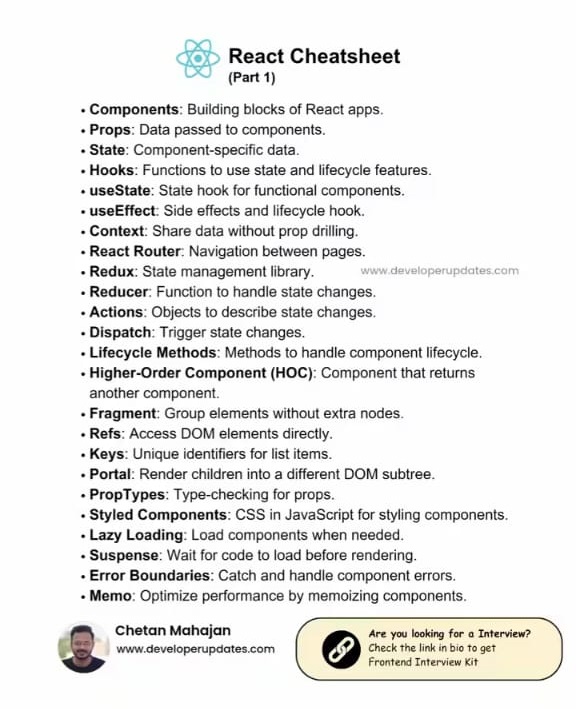 React Cheatsheet
(Part 1)
• Components: Building blocks of React apps.
• Props: Data passed to components.
• State: Component-specific data.
• Hooks: Functions to use state and lifecycle features.
• useState: State hook for functional components.
• useEffect: Side effects and lifecycle hook.
• Context: Share data without prop drilling.
• React Router: Navigation between pages.
• Redux: State management library.
www.developerupdates.com
• Reducer: Function to handle state changes.
• Actions: Objects to describe state changes.
• Dispatch: Trigger state changes.
• Lifecycle Methods: Methods to handle component lifecycle.
• Higher-Order Component (HOC): Component that returns
another component.
• Fragment: Group elements without extra nodes.
• Refs: Access DOM elements directly.
• Keys: Unique identifiers for list items.
• Portal: Render children into a different DOM subtree.
• PropTypes: Type-checking for props.
• Styled Components: CSS in JavaScript for styling components.
• Lazy Loading: Load components when needed.
• Suspense: Wait for code to load before rendering.
• Error Boundaries: Catch and handle component errors.
• Memo: Optimize performance by memoizing components.
Chetan Mahajan
www.developerupdates.com
Are you looking for a Interview?
Check the link in bio to get
Frontend Interview Kit